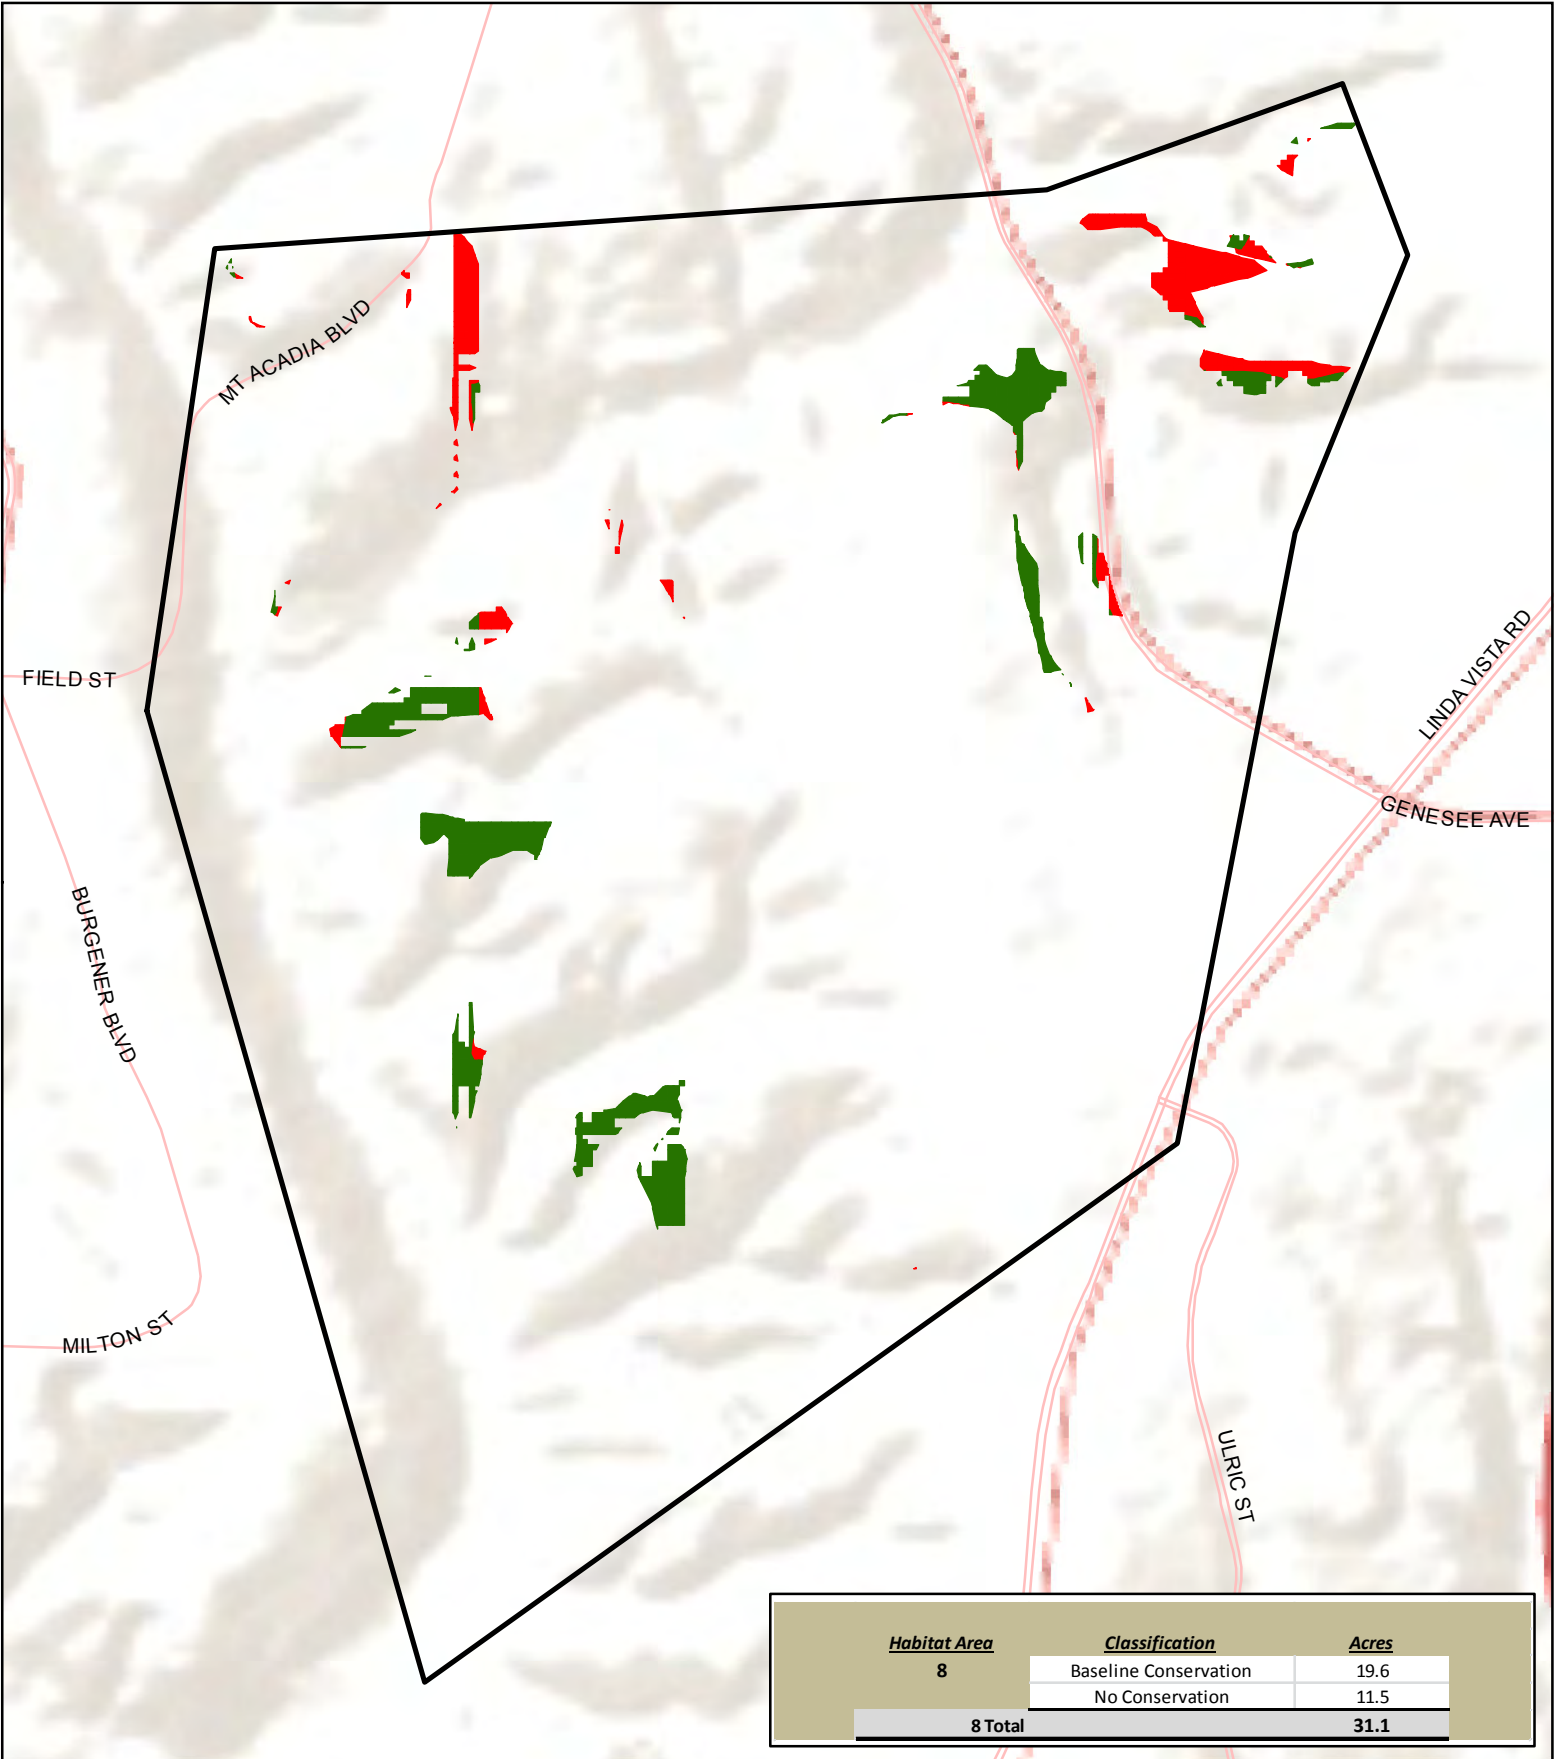 MT ACADIA BLVD
FIELD ST
LINDA VISTA RD
GENESEE AVE
BURGENER BLVD
MILTON ST
ULRIC ST
Habitat Area Classification Acres
8 Baseline Conservation 19.6
No Conservation 11.5
8 Total 31.1